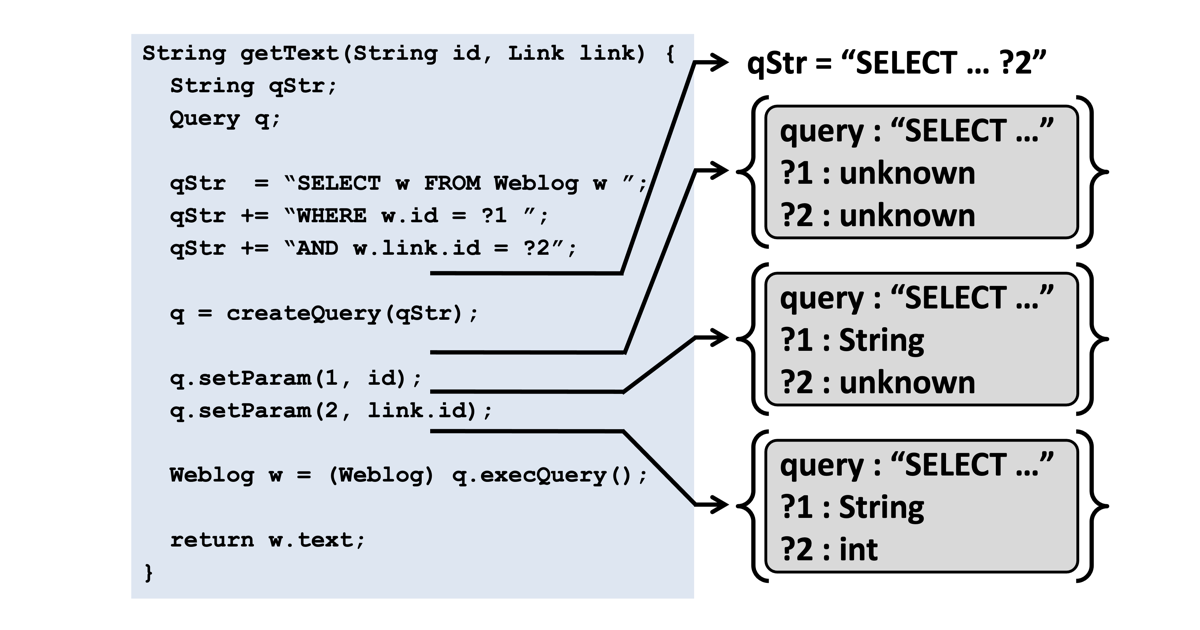 String getText(String id, Link link) {
String qStr;
Query q;
qStr = “SELECT w FROM Weblog w ”;
qStr += “WHERE w.id = ?1 ”;
qStr += “AND w.link.id = ?2”;
q = createQuery(qStr);
q.setParam(1, id);
q.setParam(2, link.id);
Weblog w = (Weblog) q.execQuery();
return w.text;
}
qStr = “SELECT … ?2”
query : “SELECT …”
?1 : unknown
?2 : unknown
query : “SELECT …”
?1 : String
?2 : unknown
query : “SELECT …”
?1 : String
?2 : int